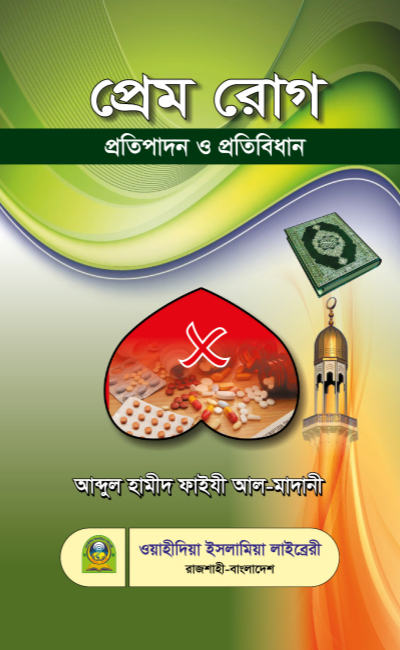 প্রেম রোগ
প্রতিপাদন ও প্রতিবিধান
আব্দুল হামীদ ফাইযী আল-মাদানী
ওয়াহীদিয়া ইসলামিয়া লাইব্রেরী
রাজশাহী-বাংলাদেশ